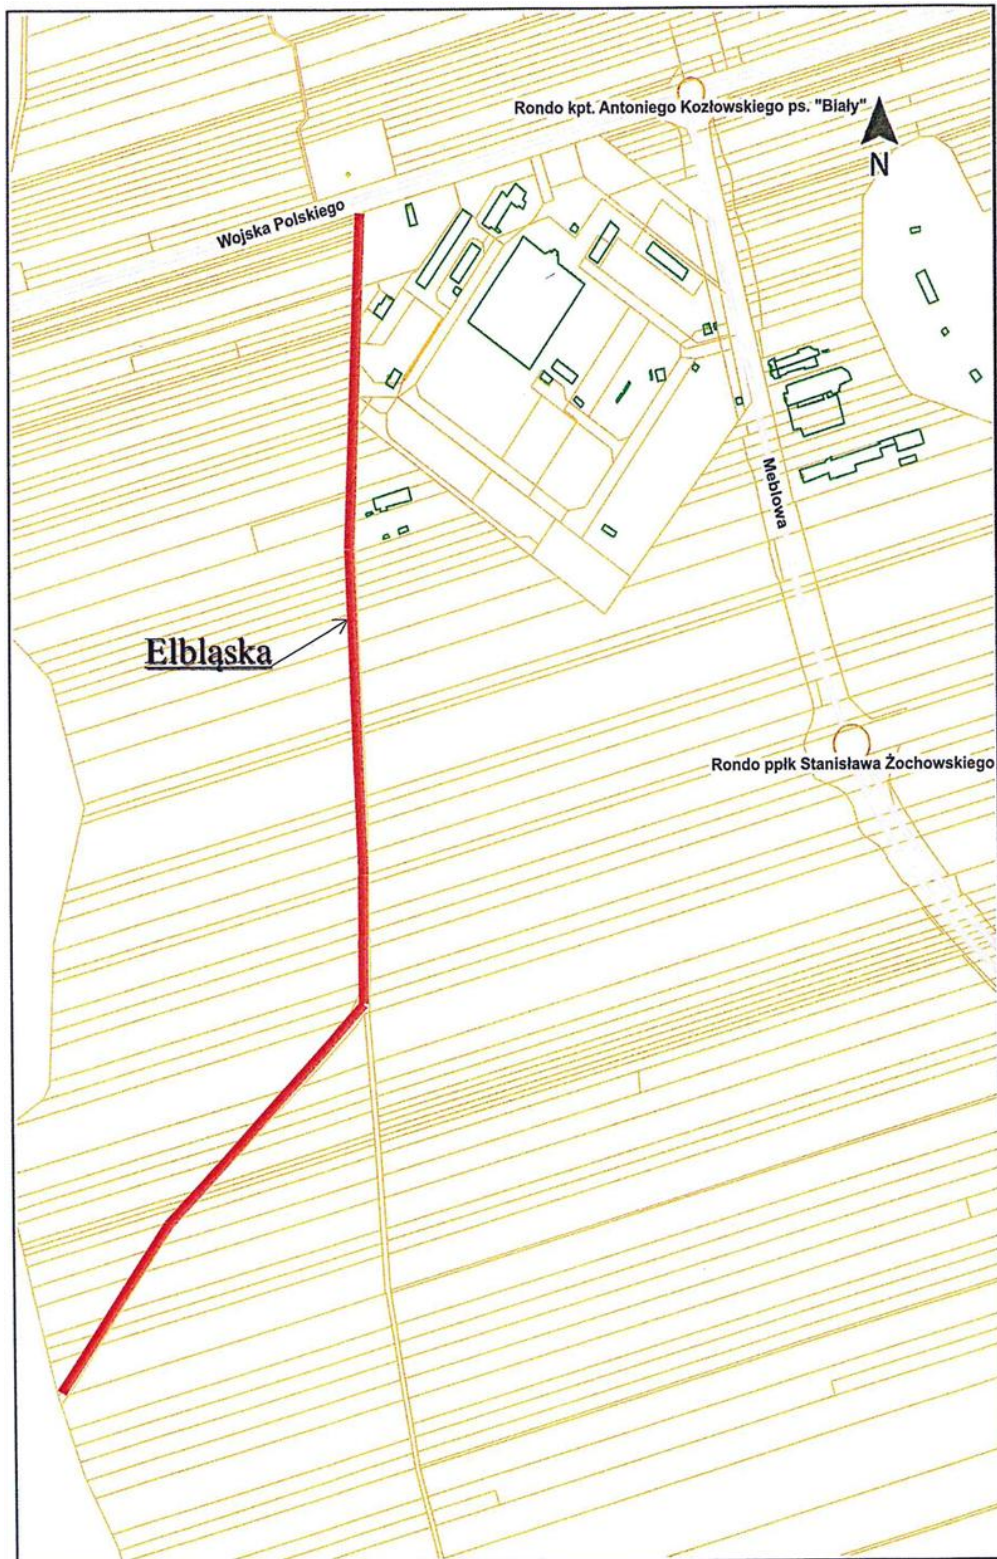 Rondo kpt. Antoniego Kozłowskiego ps. "Biały"
N
Wojska Polskiego
Meblowa
Elbląska
Rondo ppłk Stanisława Żochowskiego